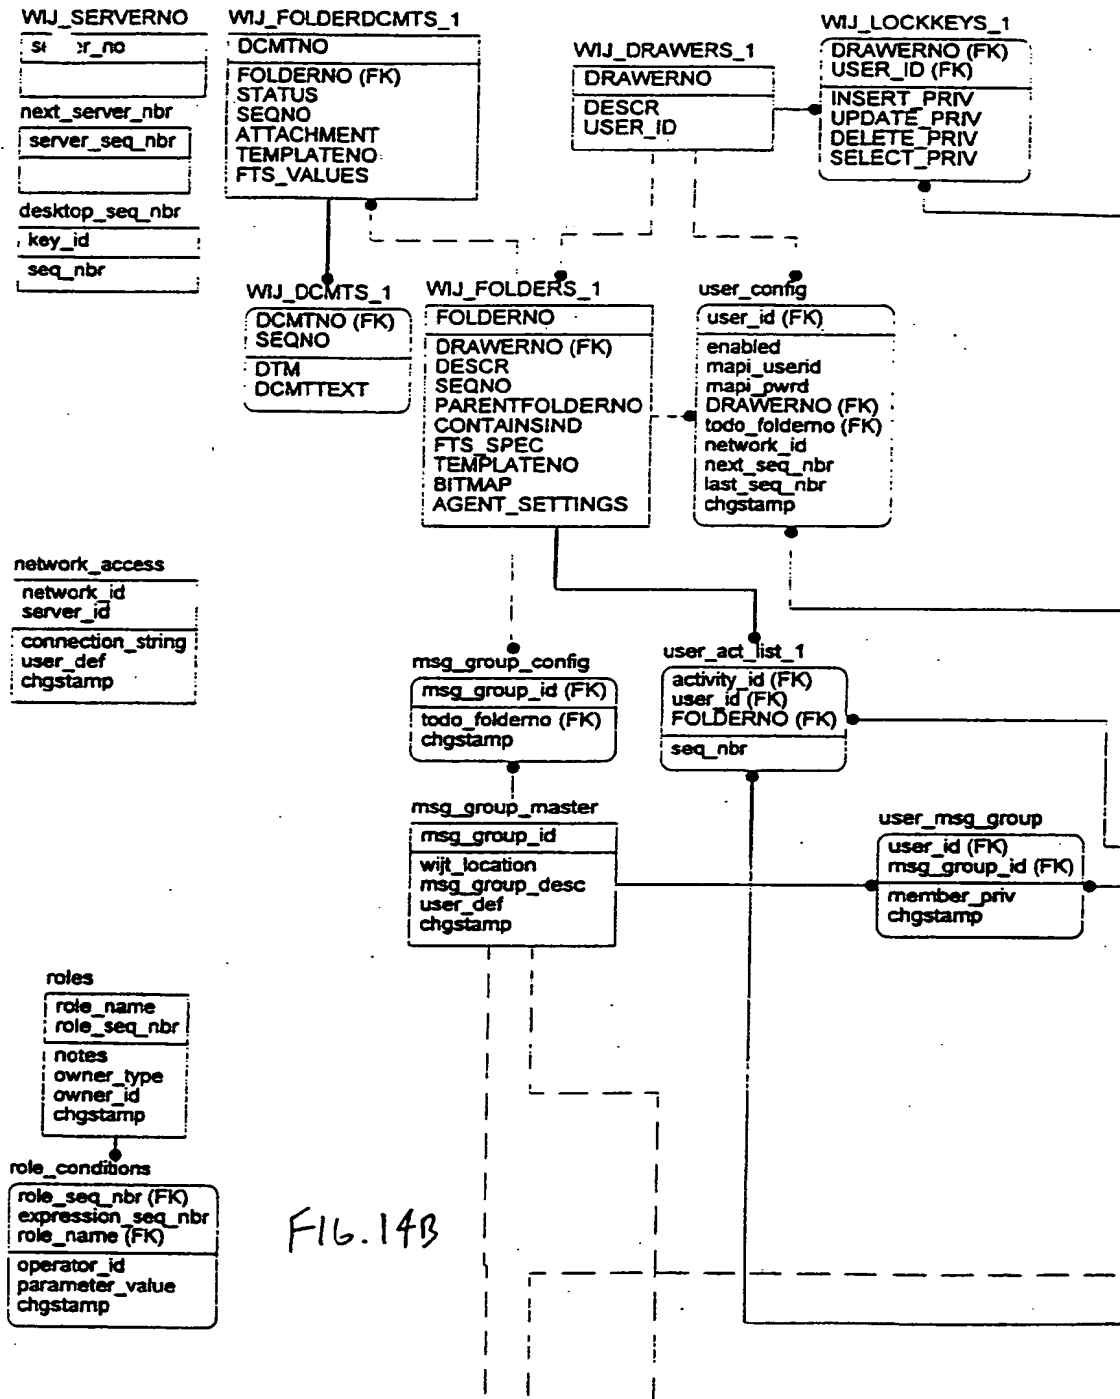 WIJ_SERVERNO
next_server_nbr
server_seq_nbr
desktop_seq_nbr
key_id
seq_nbr
WIJ_FOLDERDCMTS_1
DCMTNO
FOLDERNO (FK)
STATUS
SEQNO
ATTACHMENT
TEMPLATENO
FTS_VALUES
WIJ_DRAWERS_1
DRAWERNO
DESCR
USER_ID
WIJ_LOCKKEYS_1
DRAWERNO (FK)
USER_ID (FK)
INSERT_PRIV
UPDATE_PRIV
DELETE_PRIV
SELECT_PRIV
WIJ_DCMTS_1
DCMTNO (FK)
SEQNO
DTM
DCMTTEXT
WIJ_FOLDERS_1
FOLDERNO
DRAWERNO (FK)
DESCR
SEQNO
PARENTFOLDERNO
CONTAINSIND
FTS_SPEC
TEMPLATENO
BITMAP
AGENT_SETTINGS
user_config
user_id (FK)
enabled
mapi_userid
mapi_pwrd
DRAWERNO (FK)
todo_folderno (FK)
network_id
next_seq_nbr
last_seq_nbr
chgstamp
network_access
network_id
server_id
connection_string
user_def
chgstamp
msg_group_config
msg_group_id (FK)
todo_folderno (FK)
chgstamp
user_act_list_1
activity_id (FK)
user_id (FK)
FOLDERNO (FK)
seq_nbr
msg_group_master
msg_group_id
wijt_location
msg_group_desc
user_def
chgstamp
user_msg_group
user_id (FK)
msg_group_id (FK)
member_priv
chgstamp
roles
role_name
role_seq_nbr
notes
owner_type
owner_id
chgstamp
role_conditions
role_seq_nbr (FK)
expression_seq_nbr
role_name (FK)
operator_id
parameter_value
chgstamp
FIG. 14B